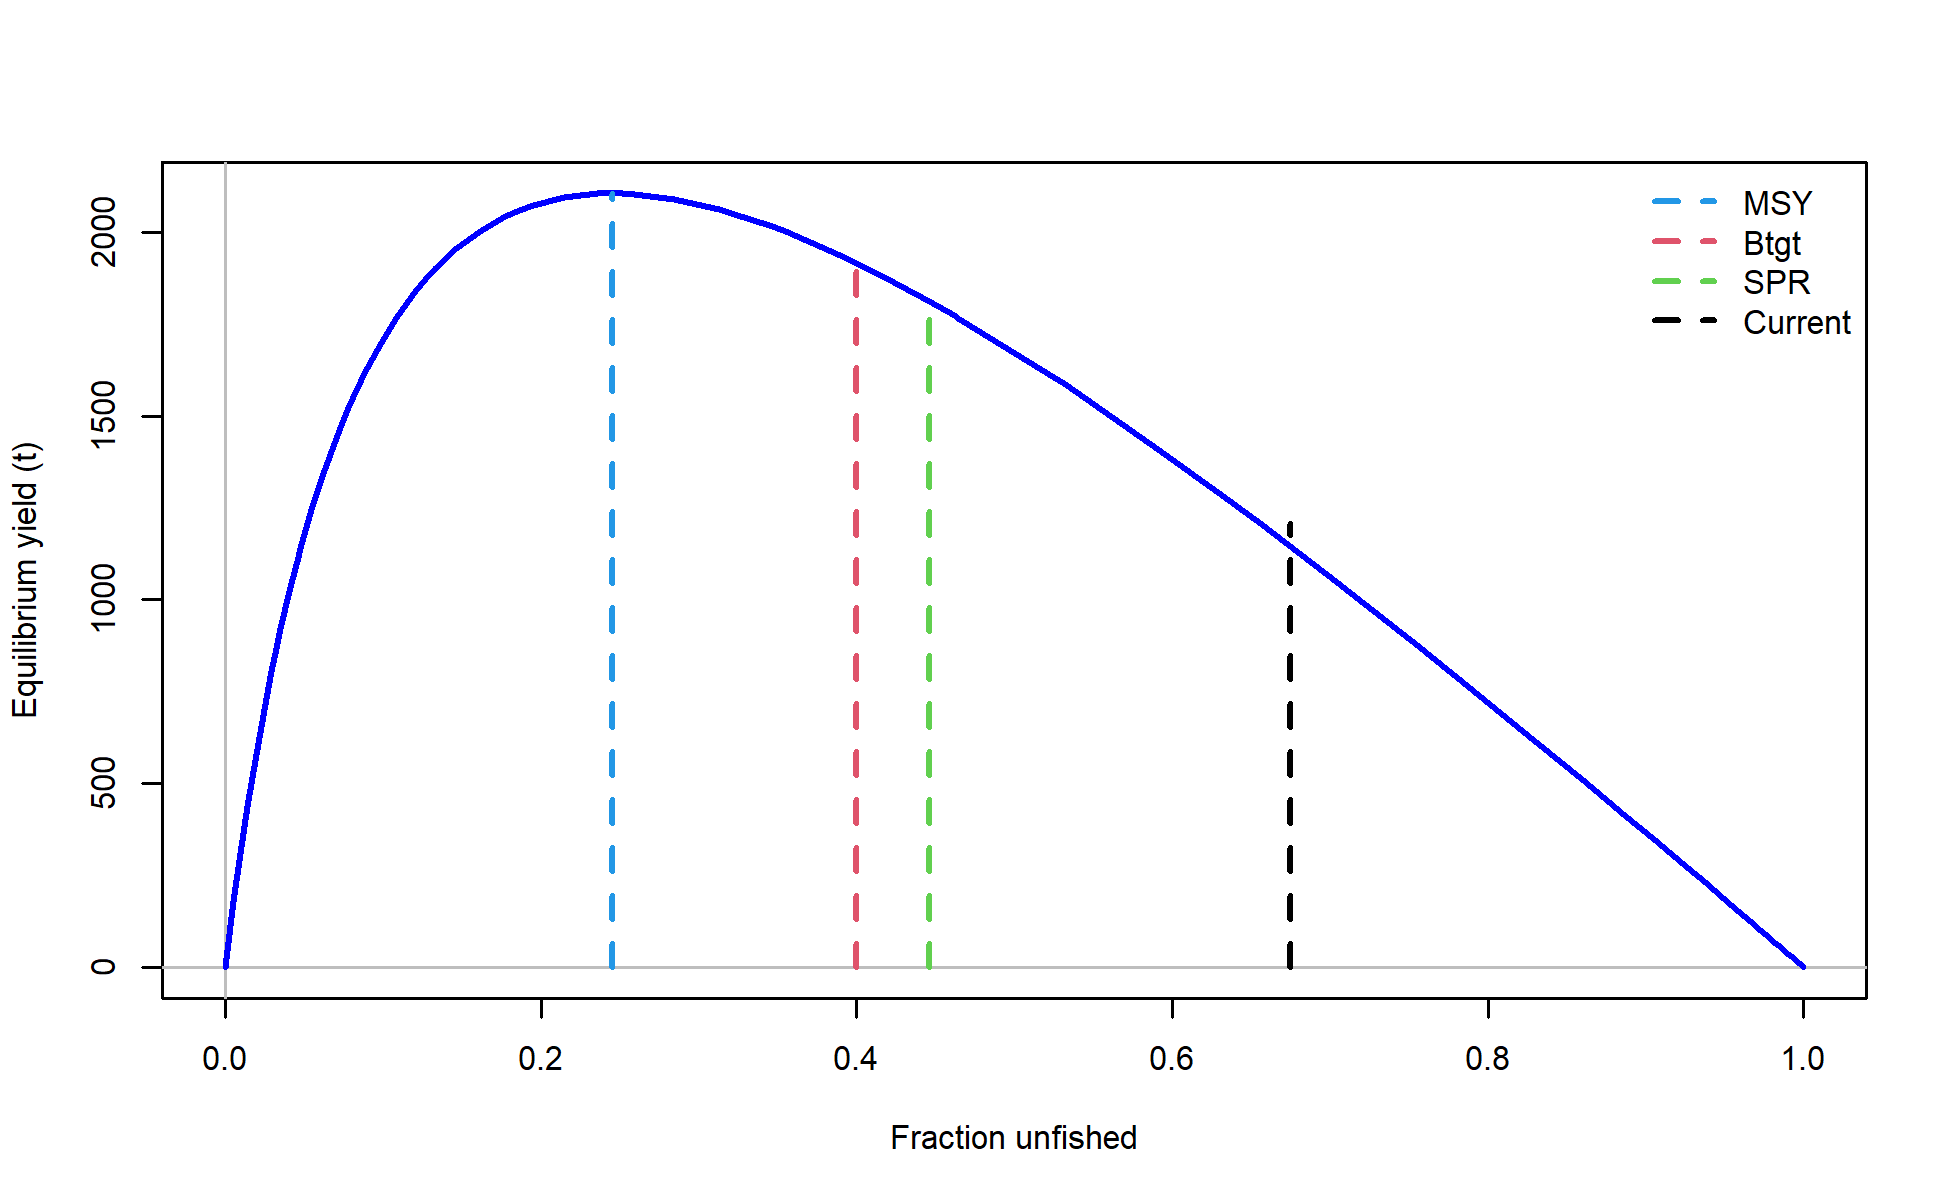 MSY
Btgt
SPR
Current
Equilibrium yield (t)
2000
1500
1000
500
0
0.0 0.2 0.4 0.6 0.8 1.0
Fraction unfished